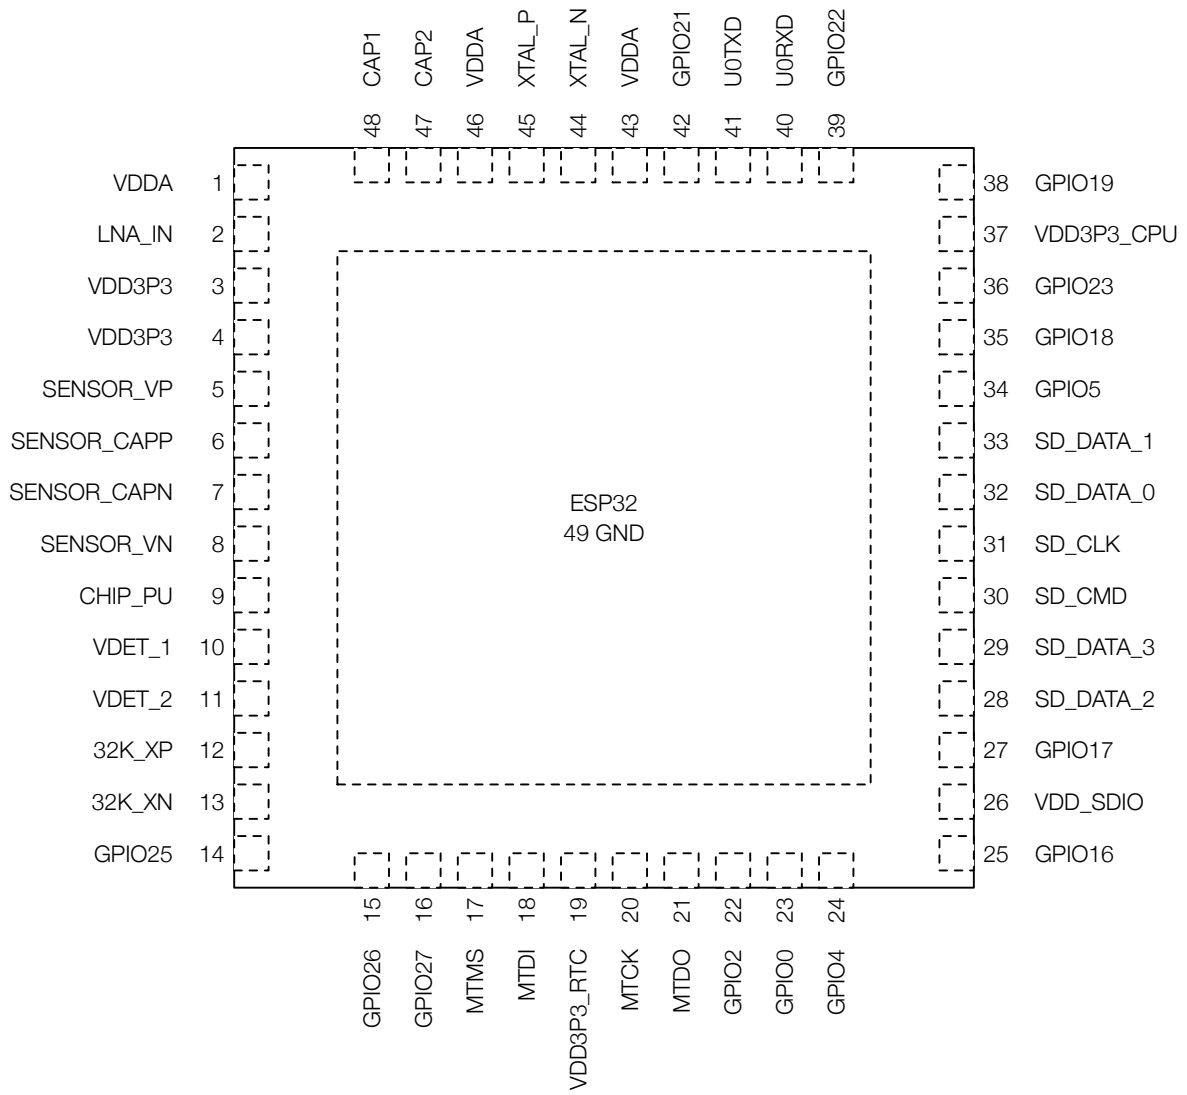 CAP1
CAP2
VDDA
XTAL_P
XTAL_N
VDDA
GPIO21
U0TXD
U0RXD
GPIO22
48
47
46
45
44
43
42
41
40
39
VDDA 1
38 GPIO19
LNA_IN 2
37 VDD3P3_CPU
VDD3P3 3
36 GPIO23
VDD3P3 4
35 GPIO18
SENSOR_VP 5
34 GPIO5
SENSOR_CAPP 6
33 SD_DATA_1
SENSOR_CAPN 7
32 SD_DATA_0
ESP32
49 GND
SENSOR_VN 8
31 SD_CLK
CHIP_PU 9
30 SD_CMD
VDET_1 10
29 SD_DATA_3
VDET_2 11
28 SD_DATA_2
32K_XP 12
27 GPIO17
32K_XN 13
26 VDD_SDIO
GPIO25 14
25 GPIO16
15
16
17
18
19
20
21
22
23
24
GPIO26
GPIO27
MTMS
MTDI
VDD3P3_RTC
MTCK
MTDO
GPIO2
GPIO0
GPIO4